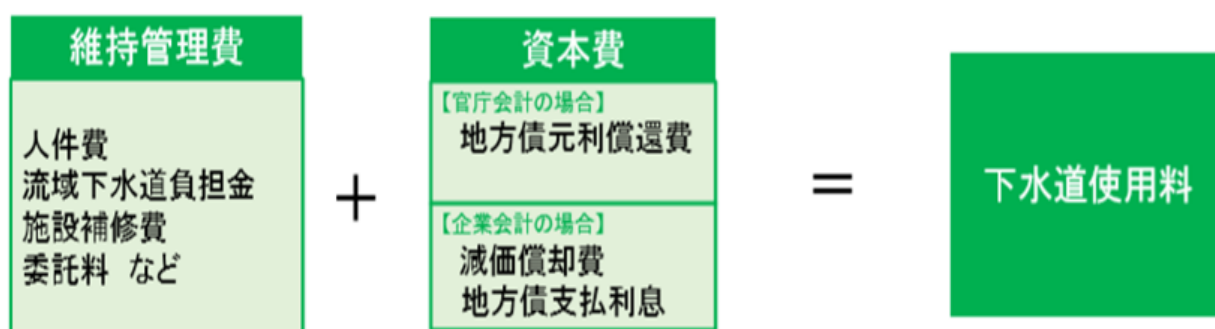 維持管理費
人件費
流域下水道負担金
施設補修費
委託料 など
+
資本費
【官庁会計の場合】
地方債元利償還費
【企業会計の場合】
減価償却費
地方債支払利息
=
下水道使用料